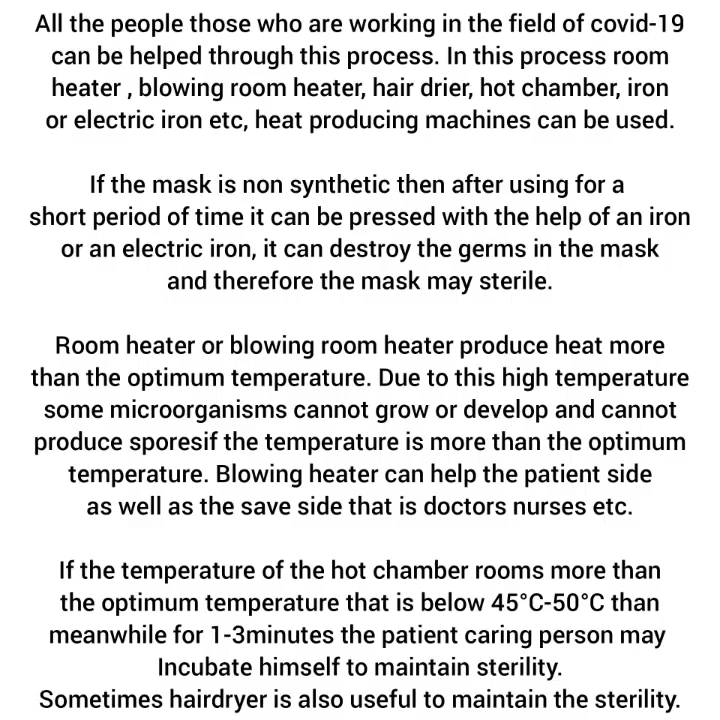 All the people those who are working in the field of covid-19
can be helped through this process. In this process room
heater , blowing room heater, hair drier, hot chamber, iron
or electric iron etc, heat producing machines can be used.
If the mask is non synthetic then after using for a
short period of time it can be pressed with the help of an iron
or an electric iron, it can destroy the germs in the mask
and therefore the mask may sterile.
Room heater or blowing room heater produce heat more
than the optimum temperature. Due to this high temperature
some microorganisms cannot grow or develop and cannot
produce sporesif the temperature is more than the optimum
temperature. Blowing heater can help the patient side
as well as the save side that is doctors nurses etc.
If the temperature of the hot chamber rooms more than
the optimum temperature that is below 45°C-50°C than
meanwhile for 1-3minutes the patient caring person may
Incubate himself to maintain sterility.
Sometimes hairdryer is also useful to maintain the sterility.